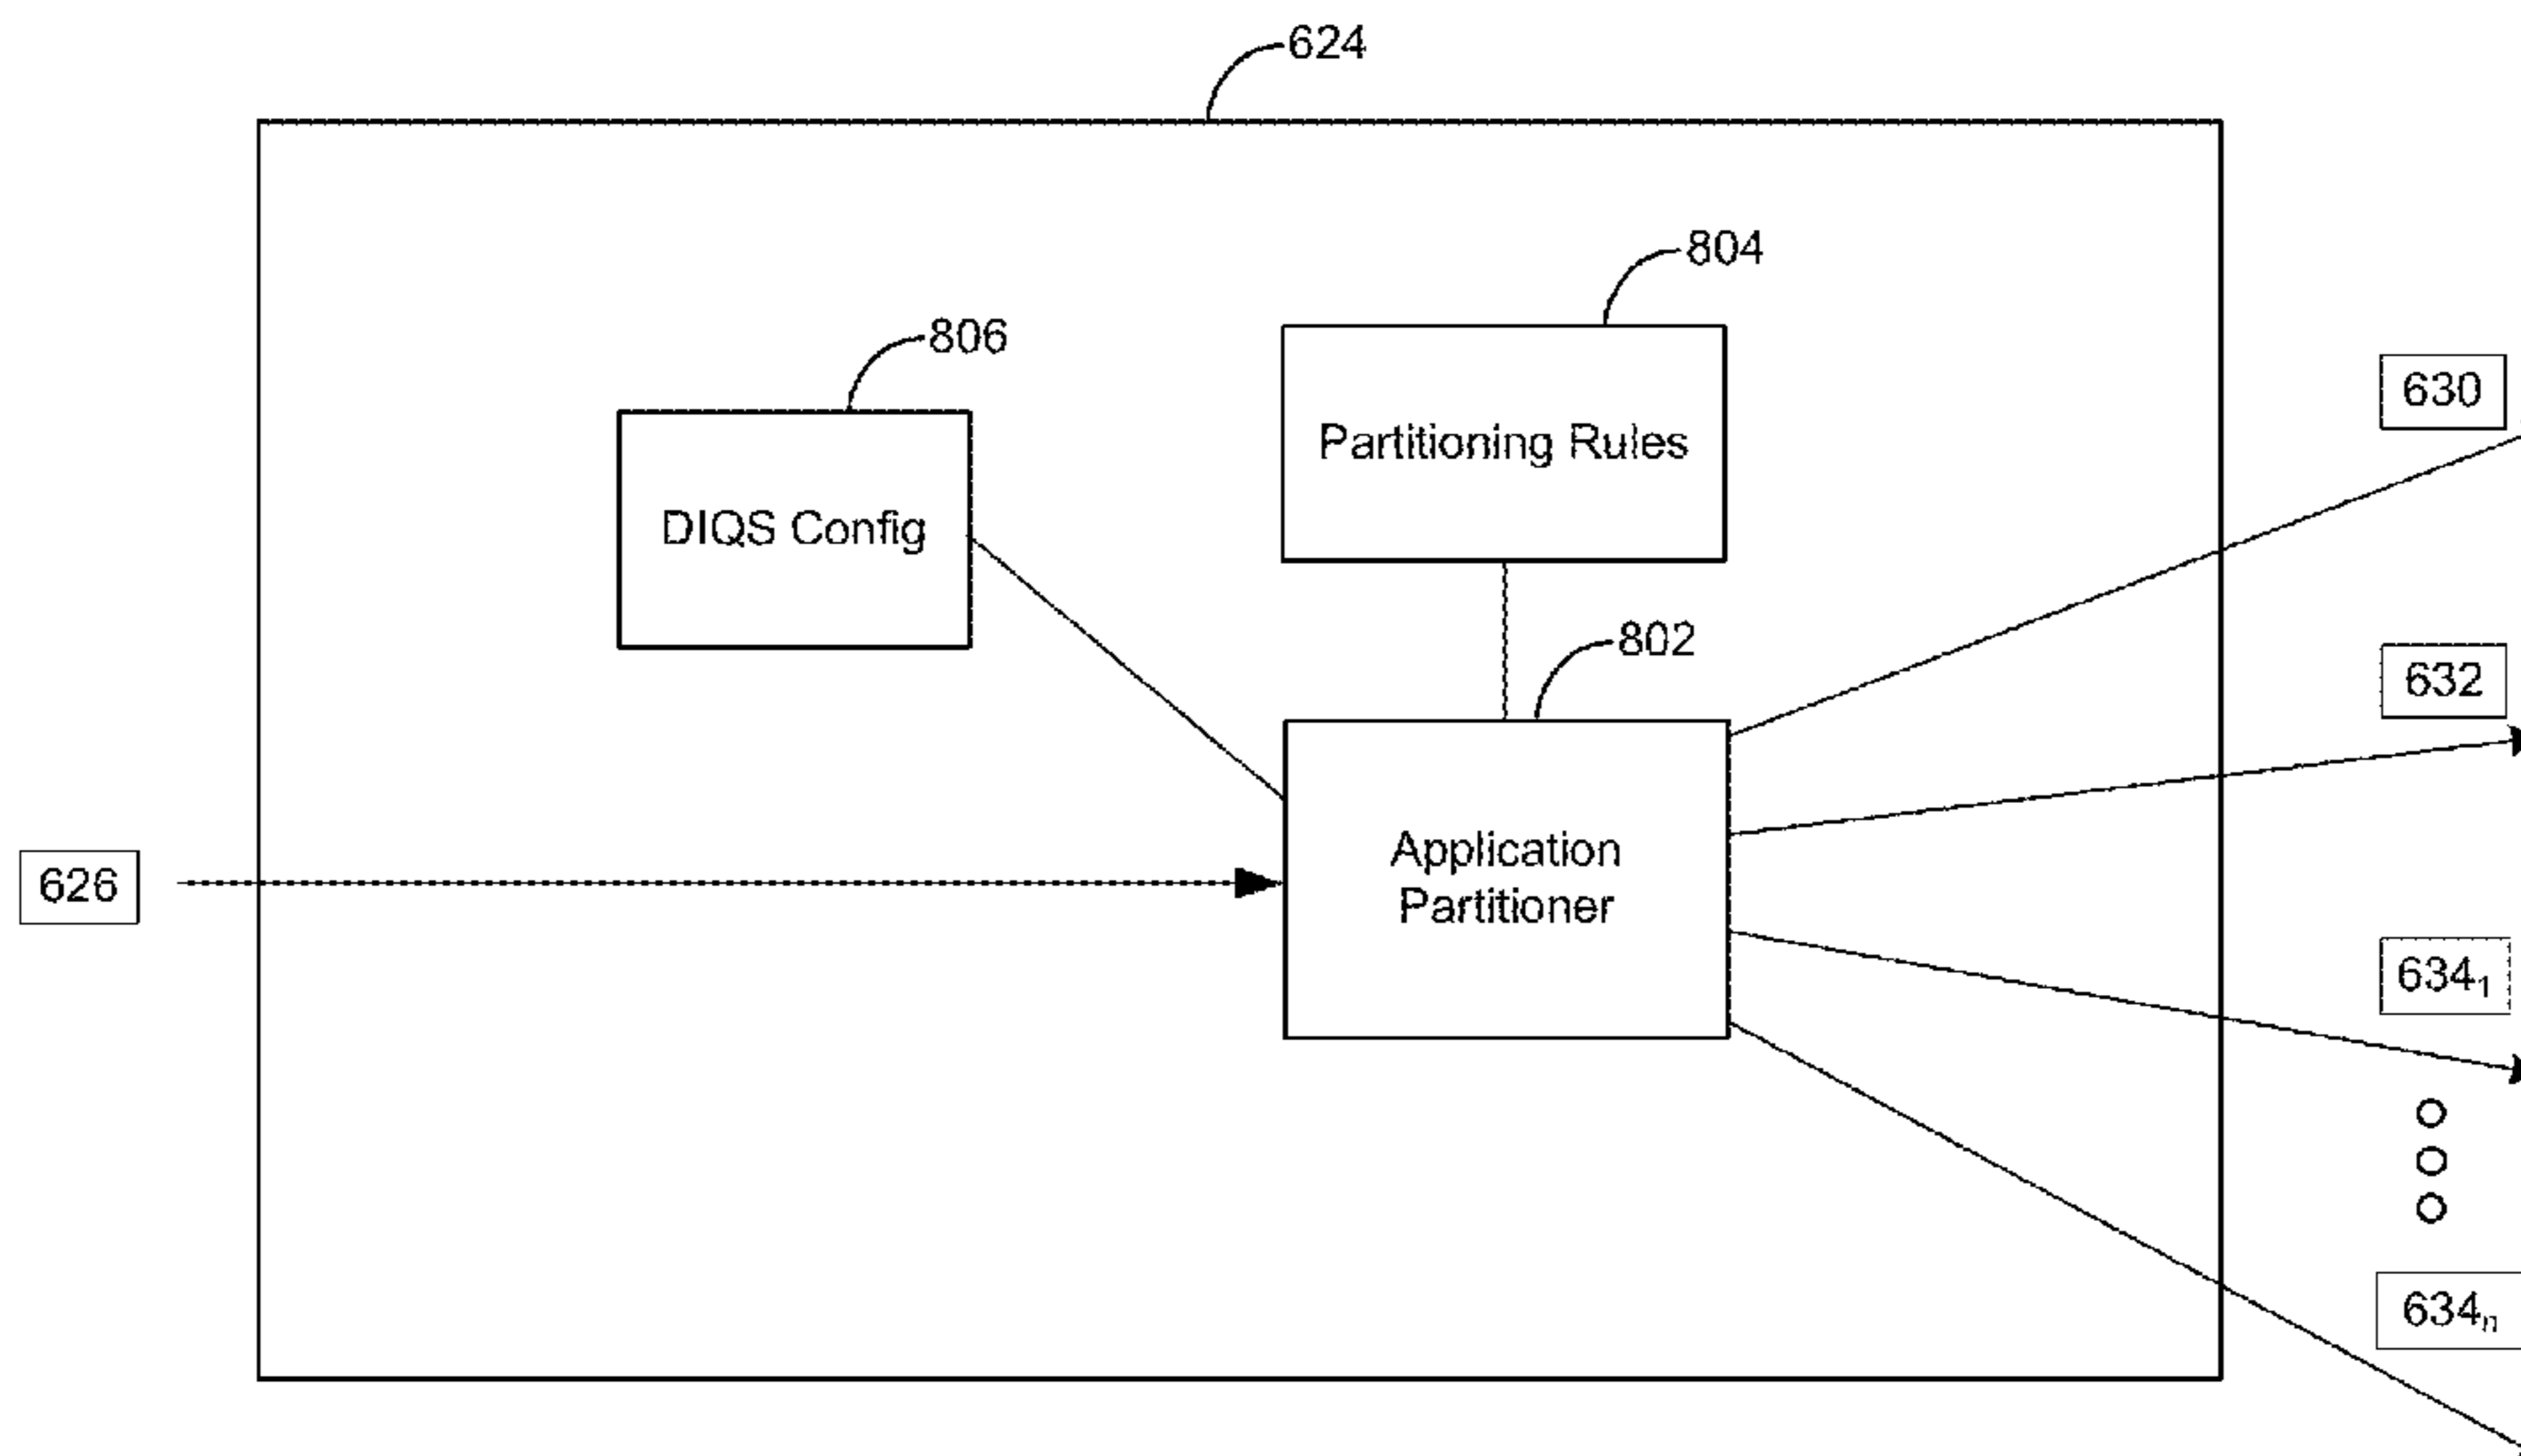 624
804
806
630
Partitioning Rules
DIQS Config
802
632
Application
Partitioner
626
634₁
634ₙ